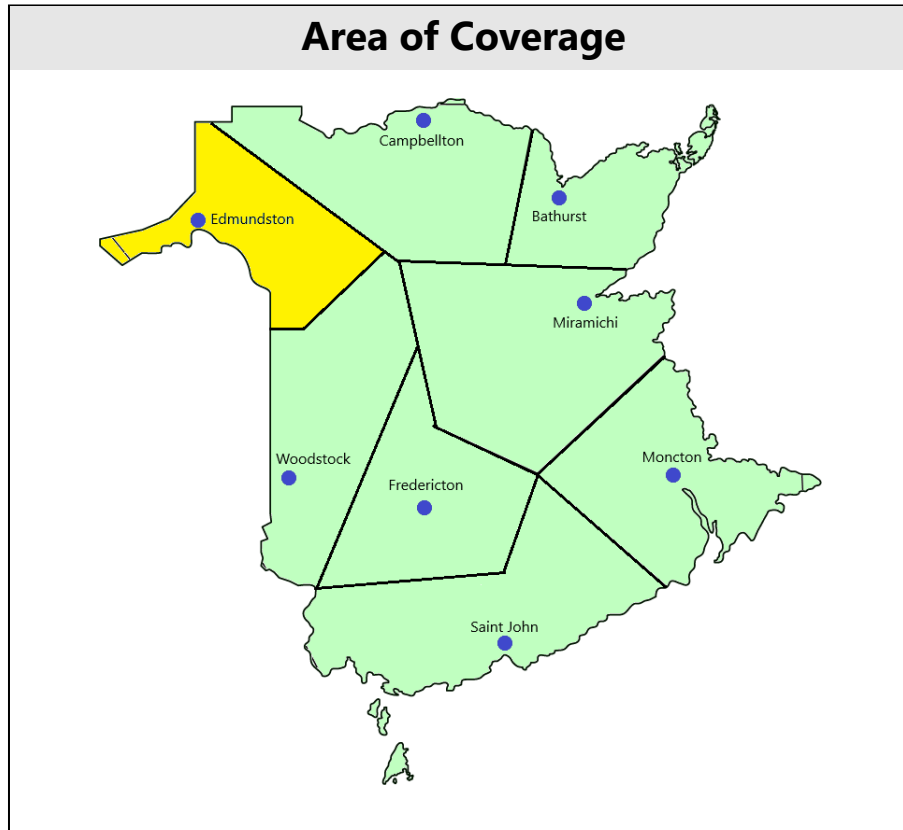 Area of Coverage
Campbellton
Bathurst
Edmundston
Miramichi
Woodstock
Moncton
Fredericton
Saint John